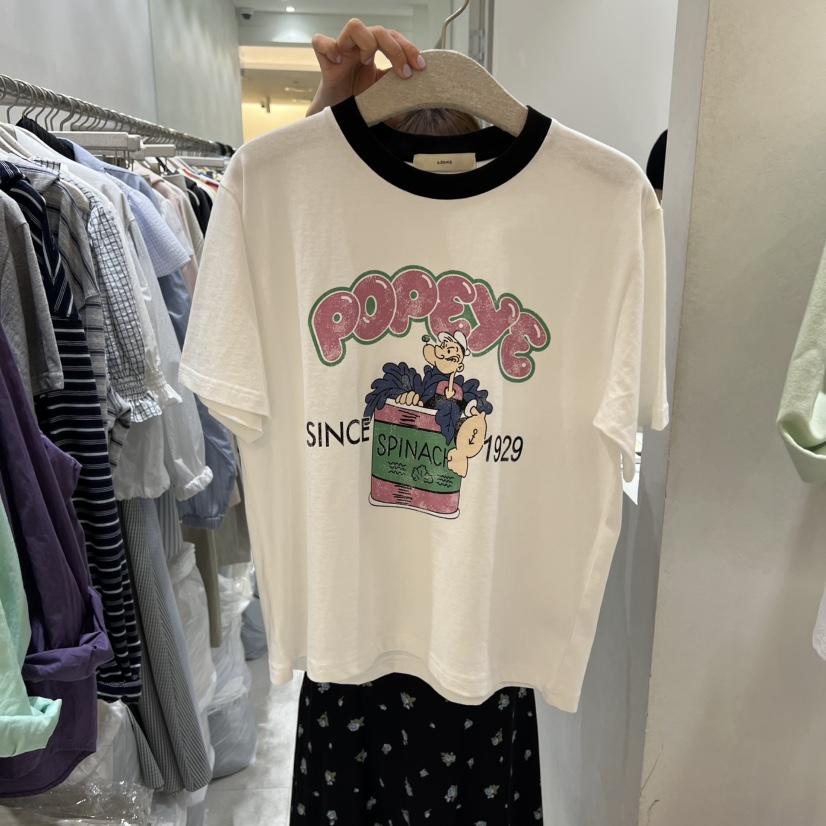 POPEYE
SINCE
SPINACH
1929